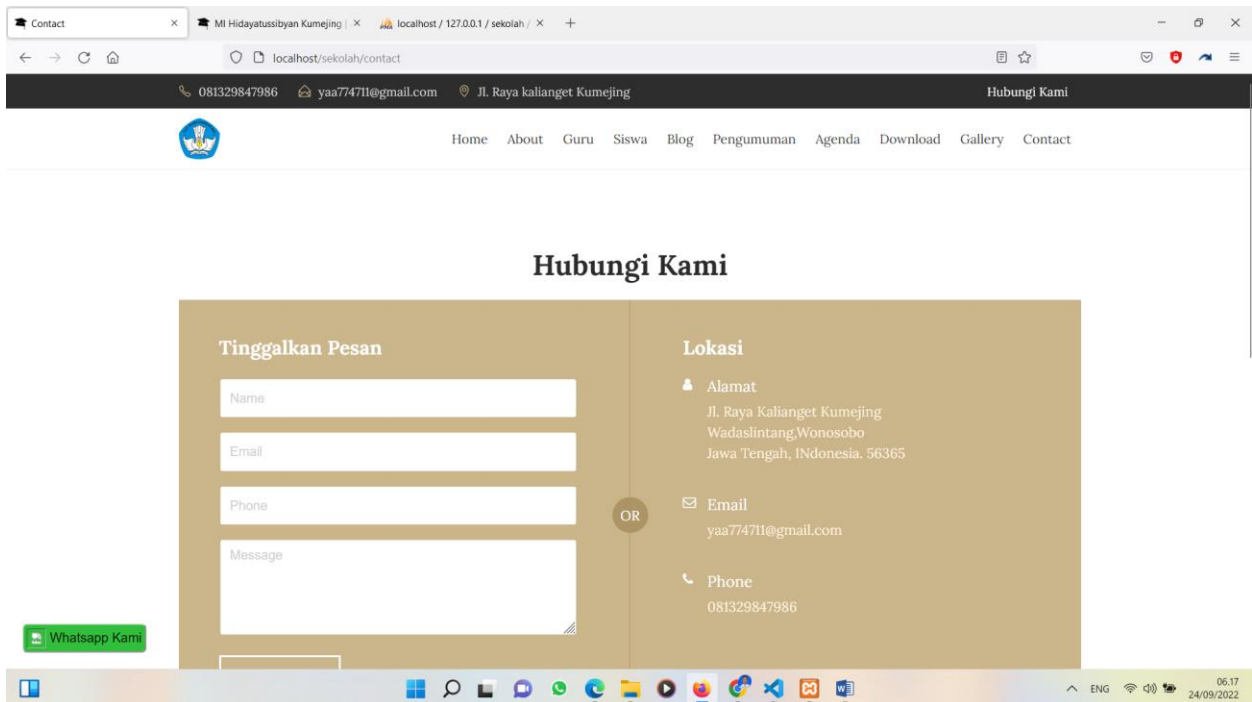 Contact
MI Hidayatussibyan Kumejing |
localhost / 127.0.0.1 / sekolah /
localhost/sekolah/contact
081329847986 yaa774711@gmail.com Jl. Raya kalianget Kumejing Hubungi Kami
Home About Guru Siswa Blog Pengumuman Agenda Download Gallery Contact
Hubungi Kami
Tinggalkan Pesan
Name
Email
Phone
Message
OR
Lokasi
Alamat
Jl. Raya Kalianget Kumejing
Wadaslintang,Wonosobo
Jawa Tengah, INdonesia. 56365
Email
yaa774711@gmail.com
Phone
081329847986
Whatsapp Kami
ENG
06.17
24/09/2022